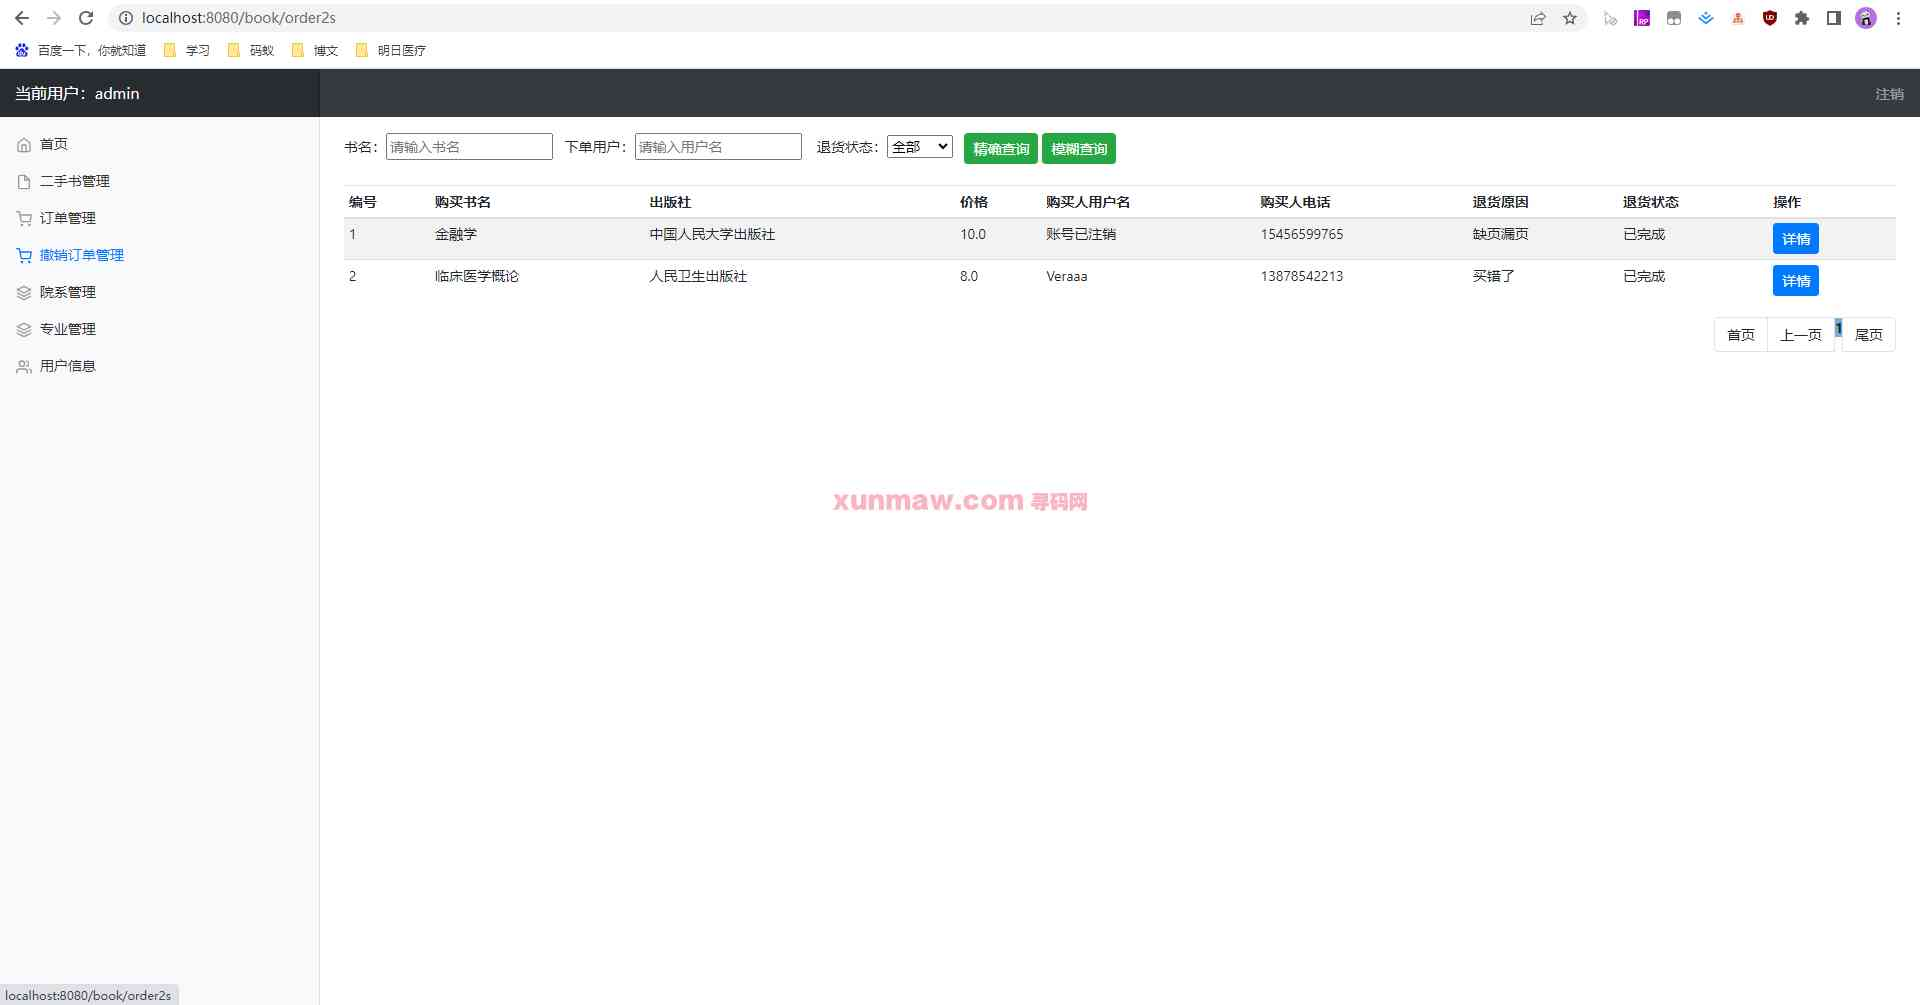 localhost:8080/book/order2s
百度一下，你就知道 学习 码蚁 博文 明日医疗
当前用户：admin 注销
首页
二手书管理
订单管理
撤销订单管理
院系管理
专业管理
用户信息
书名： 请输入书名 下单用户： 请输入用户名 退货状态： 全部 精确查询 模糊查询
编号 购买书名 出版社 价格 购买人用户名 购买人电话 退货原因 退货状态 操作
1 金融学 中国人民大学出版社 10.0 账号已注销 15456599765 缺页漏页 已完成 详情
2 临床医学概论 人民卫生出版社 8.0 Veraaa 13878542213 买错了 已完成 详情
首页 上一页 1 尾页
xunmaw.com 寻码网
localhost:8080/book/order2s